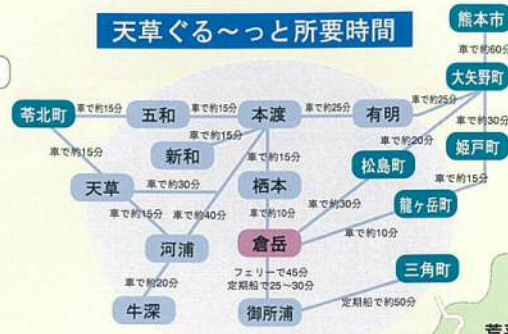 天草ぐる～っと所要時間
熊本市
車で約60分
大矢野町
苓北町
車で約15分
五和
車で約15分
本渡
車で約25分
有明
車で約25分
車で約30分
車で約15分
新和
車で約15分
車で約15分
車で約20分
松島町
姫戸町
天草
車で約30分
栖本
車で約15分
龍ヶ岳町
車で約15分
車で約40分
車で約10分
車で約30分
車で約10分
河浦
倉岳
三角町
車で約20分
フェリーで45分
定期船で25～30分
牛深
御所浦
定期船で約50分